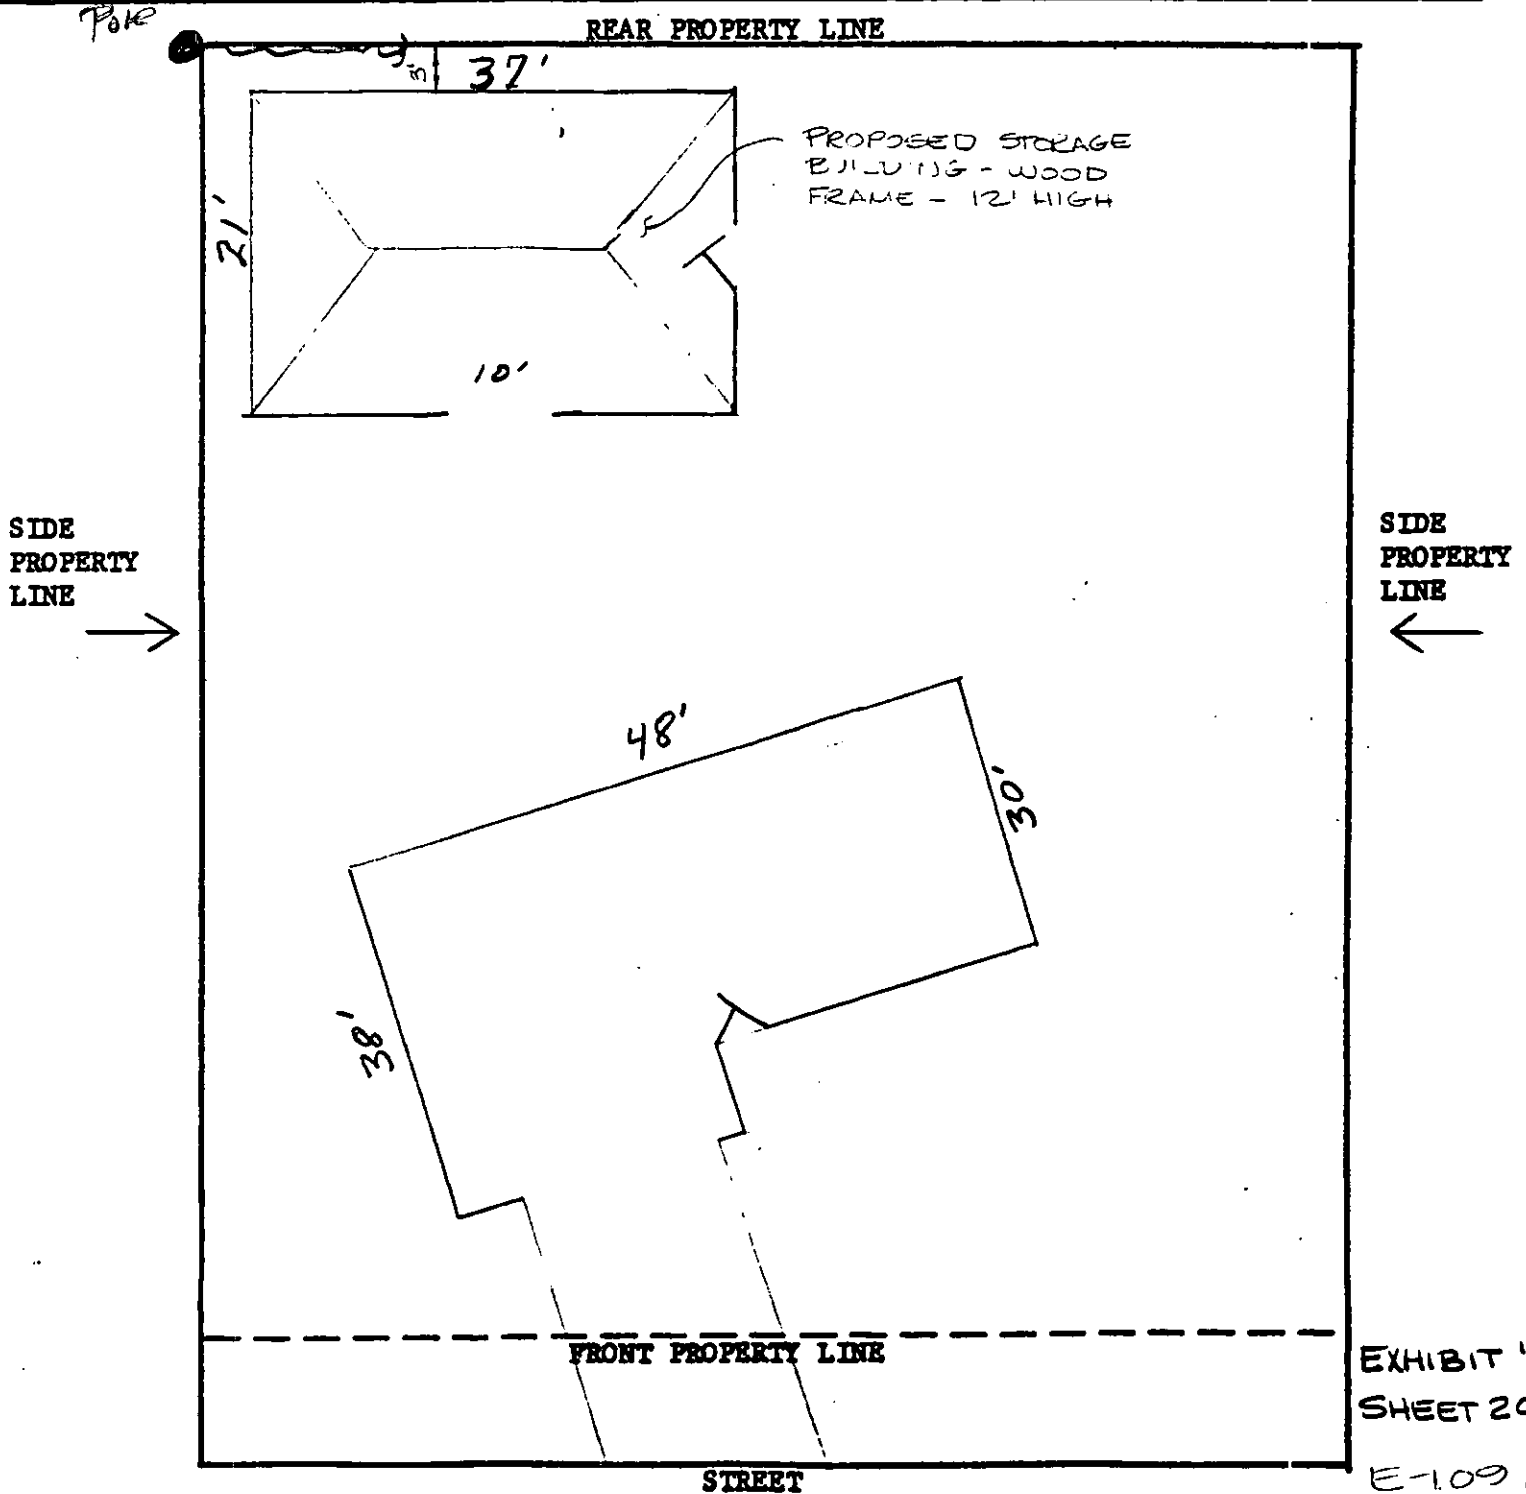 Pole
REAR PROPERTY LINE
37'
PROPOSED STORAGE
BUILDING - WOOD
FRAME - 12' HIGH
21'
10'
SIDE
PROPERTY
LINE
SIDE
PROPERTY
LINE
48'
30'
38'
FRONT PROPERTY LINE
EXHIBIT "
SHEET 20
STREET
E-109